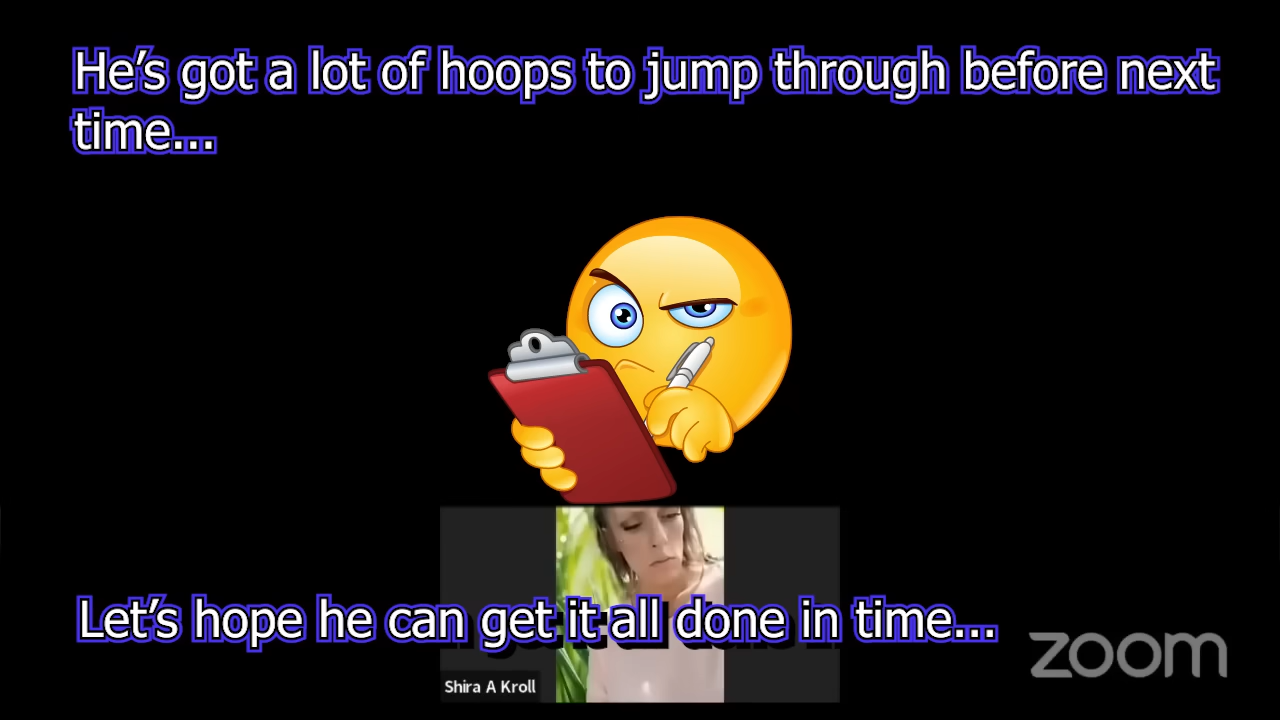 He's got a lot of hoops to jump through before next
time...
Let's hope he can get it all done in time...
zoom
Shira A Kroll